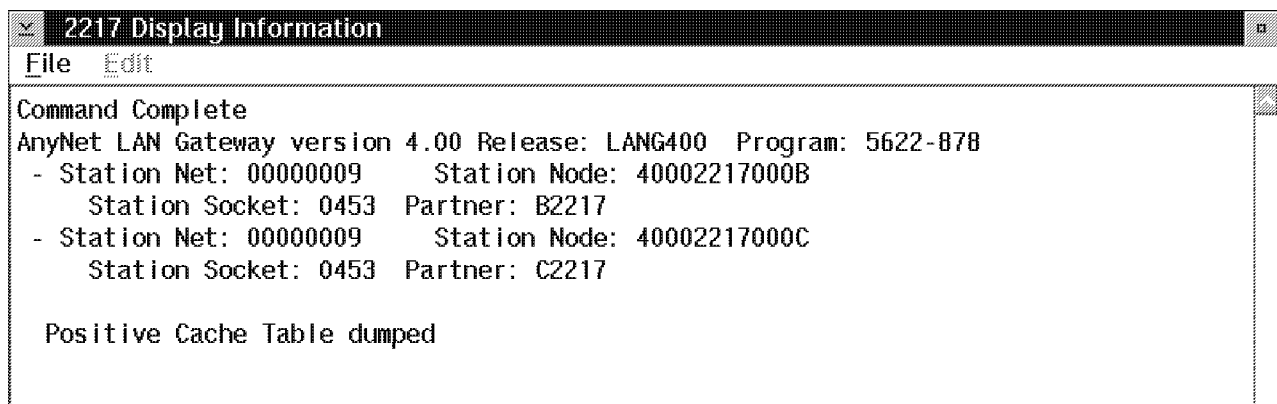 2217 Display Information
File Edit
Command Complete
AnyNet LAN Gateway version 4.00 Release: LANG400 Program: 5622-878
- Station Net: 00000009 Station Node: 40002217000B
Station Socket: 0453 Partner: B2217
- Station Net: 00000009 Station Node: 40002217000C
Station Socket: 0453 Partner: C2217
Positive Cache Table dumped